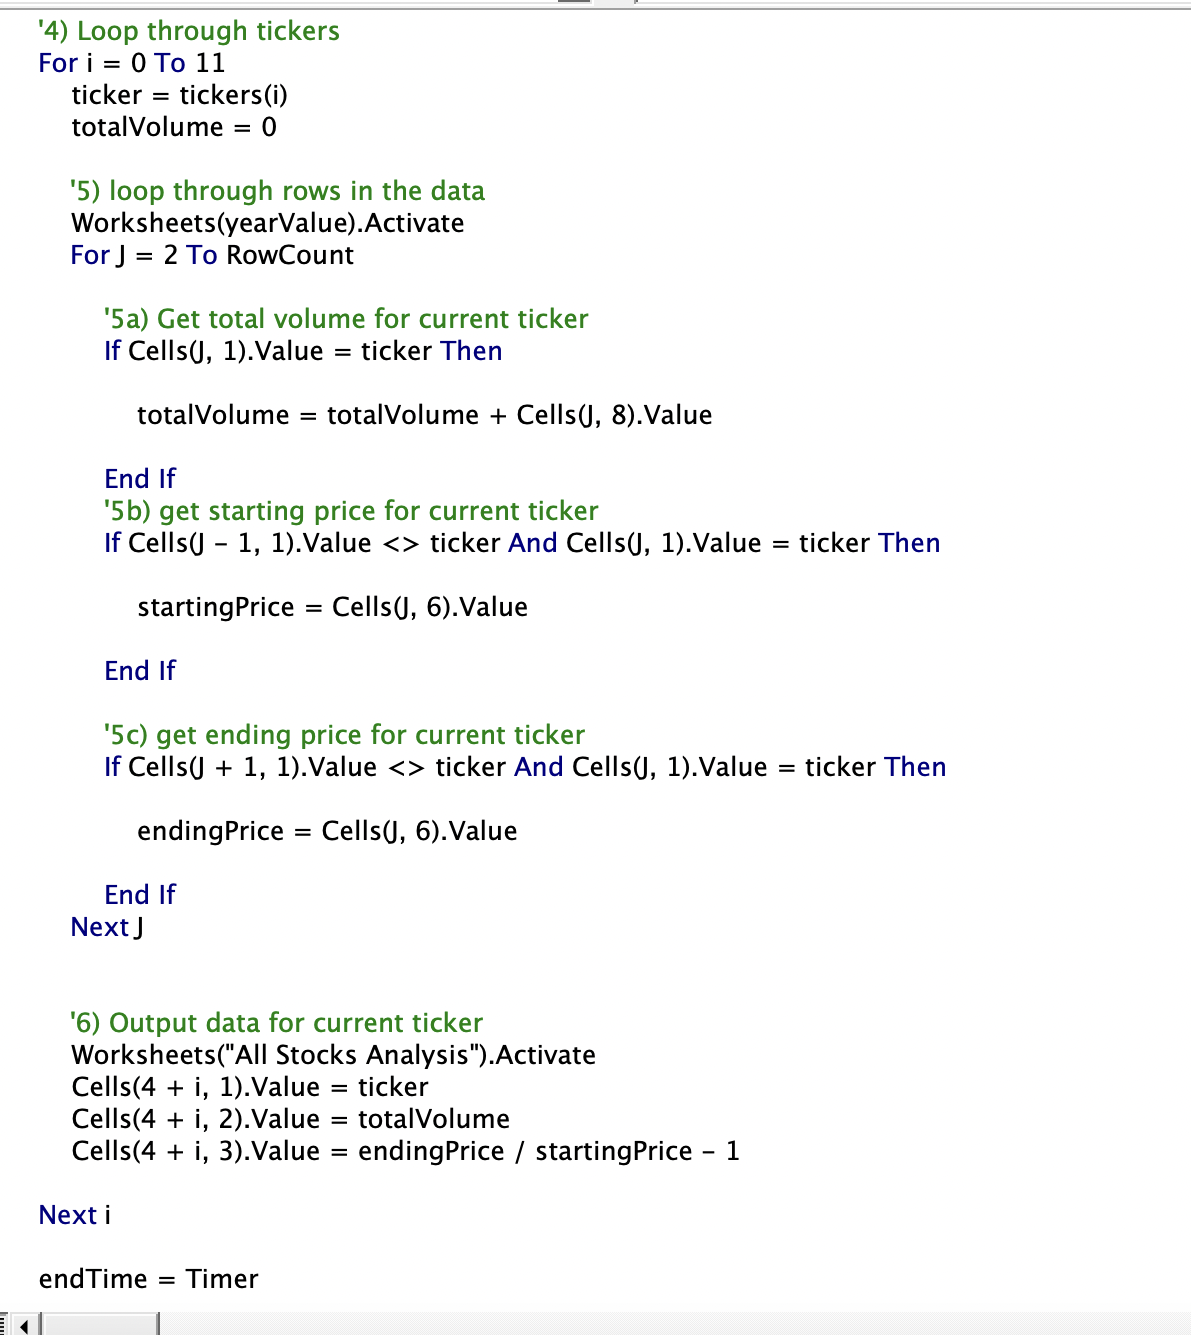 '4) Loop through tickers
For i = 0 To 11
ticker = tickers(i)
totalVolume = 0
'5) loop through rows in the data
Worksheets(yearValue).Activate
For J = 2 To RowCount
'5a) Get total volume for current ticker
If Cells(J, 1).Value = ticker Then
totalVolume = totalVolume + Cells(J, 8).Value
End If
'5b) get starting price for current ticker
If Cells(J - 1, 1).Value <> ticker And Cells(J, 1).Value = ticker Then
startingPrice = Cells(J, 6).Value
End If
'5c) get ending price for current ticker
If Cells(J + 1, 1).Value <> ticker And Cells(J, 1).Value = ticker Then
endingPrice = Cells(J, 6).Value
End If
Next J
'6) Output data for current ticker
Worksheets("All Stocks Analysis").Activate
Cells(4 + i, 1).Value = ticker
Cells(4 + i, 2).Value = totalVolume
Cells(4 + i, 3).Value = endingPrice / startingPrice - 1
Next i
endTime = Timer